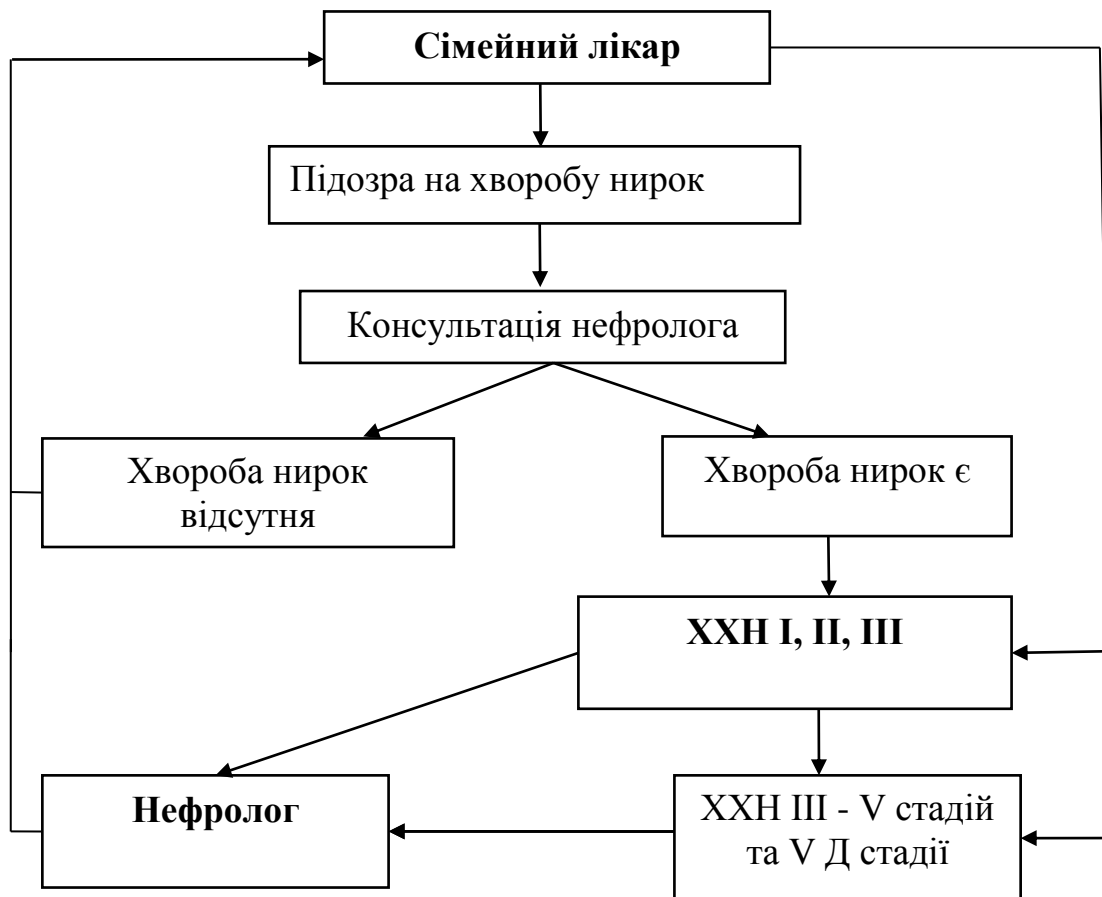 Сімейний лікар
Підозра на хворобу нирок
Консультація нефролога
Хвороба нирок
відсутня
Хвороба нирок є
ХХН I, II, III
Нефролог
ХХН III - V стадій
та V Д стадії